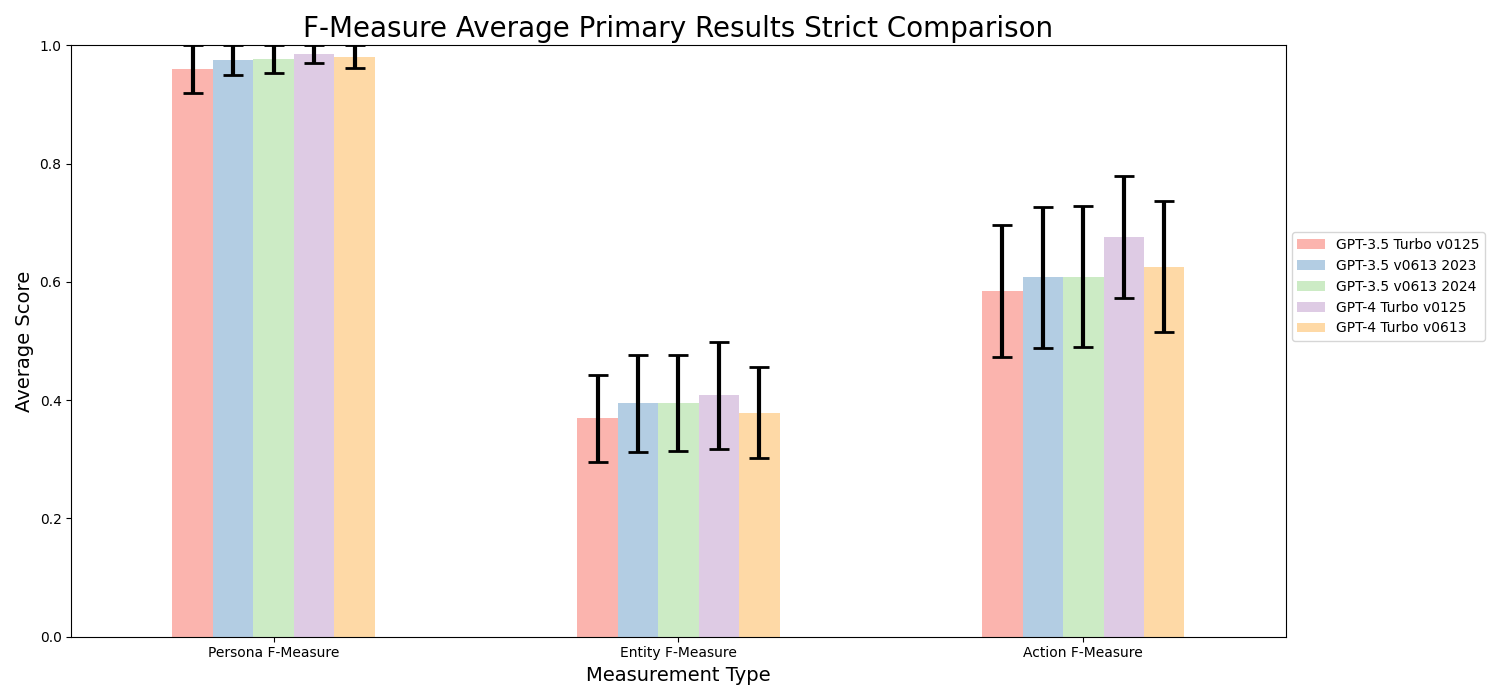 F-Measure Average Primary Results Strict Comparison
1.0
0.8
0.6
0.4
0.2
0.0
Average Score
Persona F-Measure
Entity F-Measure
Action F-Measure
Measurement Type
GPT-3.5 Turbo v0125
GPT-3.5 v0613 2023
GPT-3.5 v0613 2024
GPT-4 Turbo v0125
GPT-4 Turbo v0613